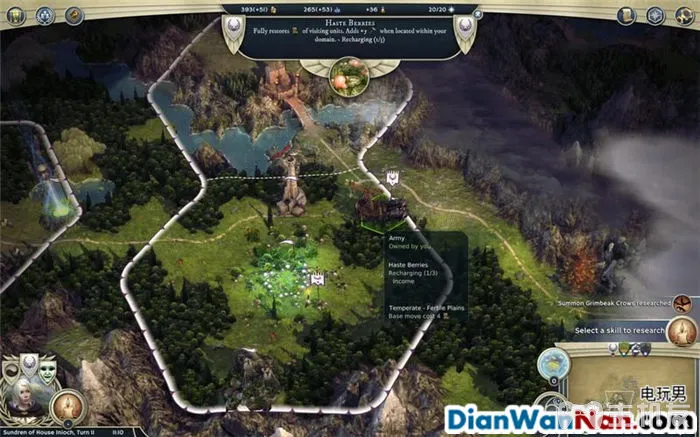 393(+51)
265(+53)
+36
20/20
Haste Berries
Fully restores of visiting units. Adds +5 when located within your
domain. - Recharging (1/3)
Army
Owned by you
Haste Berries
Recharging (1/3)
Income
Temperate - Fertile Plains
Base move cost 4
Summon Grimbeak Crows researched
Select a skill to research
Sundren of House Inioch, Turn 11
电玩男
DianWanNan.com